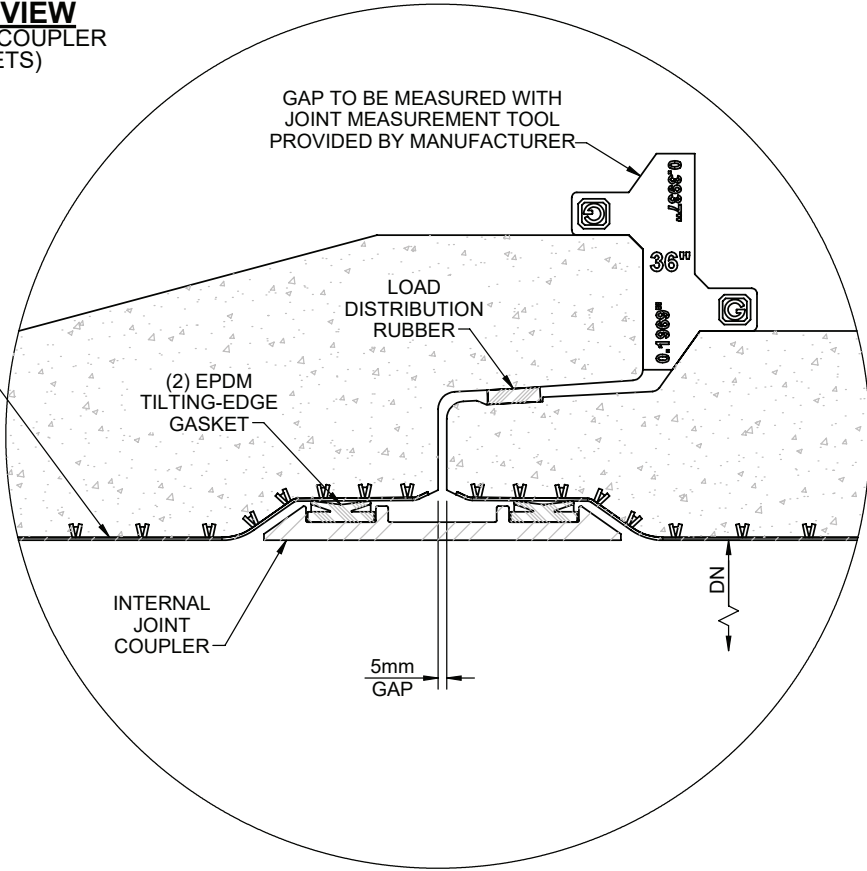 VIEW
COUPLER
ETS)
GAP TO BE MEASURED WITH
JOINT MEASUREMENT TOOL
PROVIDED BY MANUFACTURER
0.3937"
G
36"
G
0.1969"
LOAD
DISTRIBUTION
RUBBER
(2) EPDM
TILTING-EDGE
GASKET
INTERNAL
JOINT
COUPLER
5mm
GAP
DN